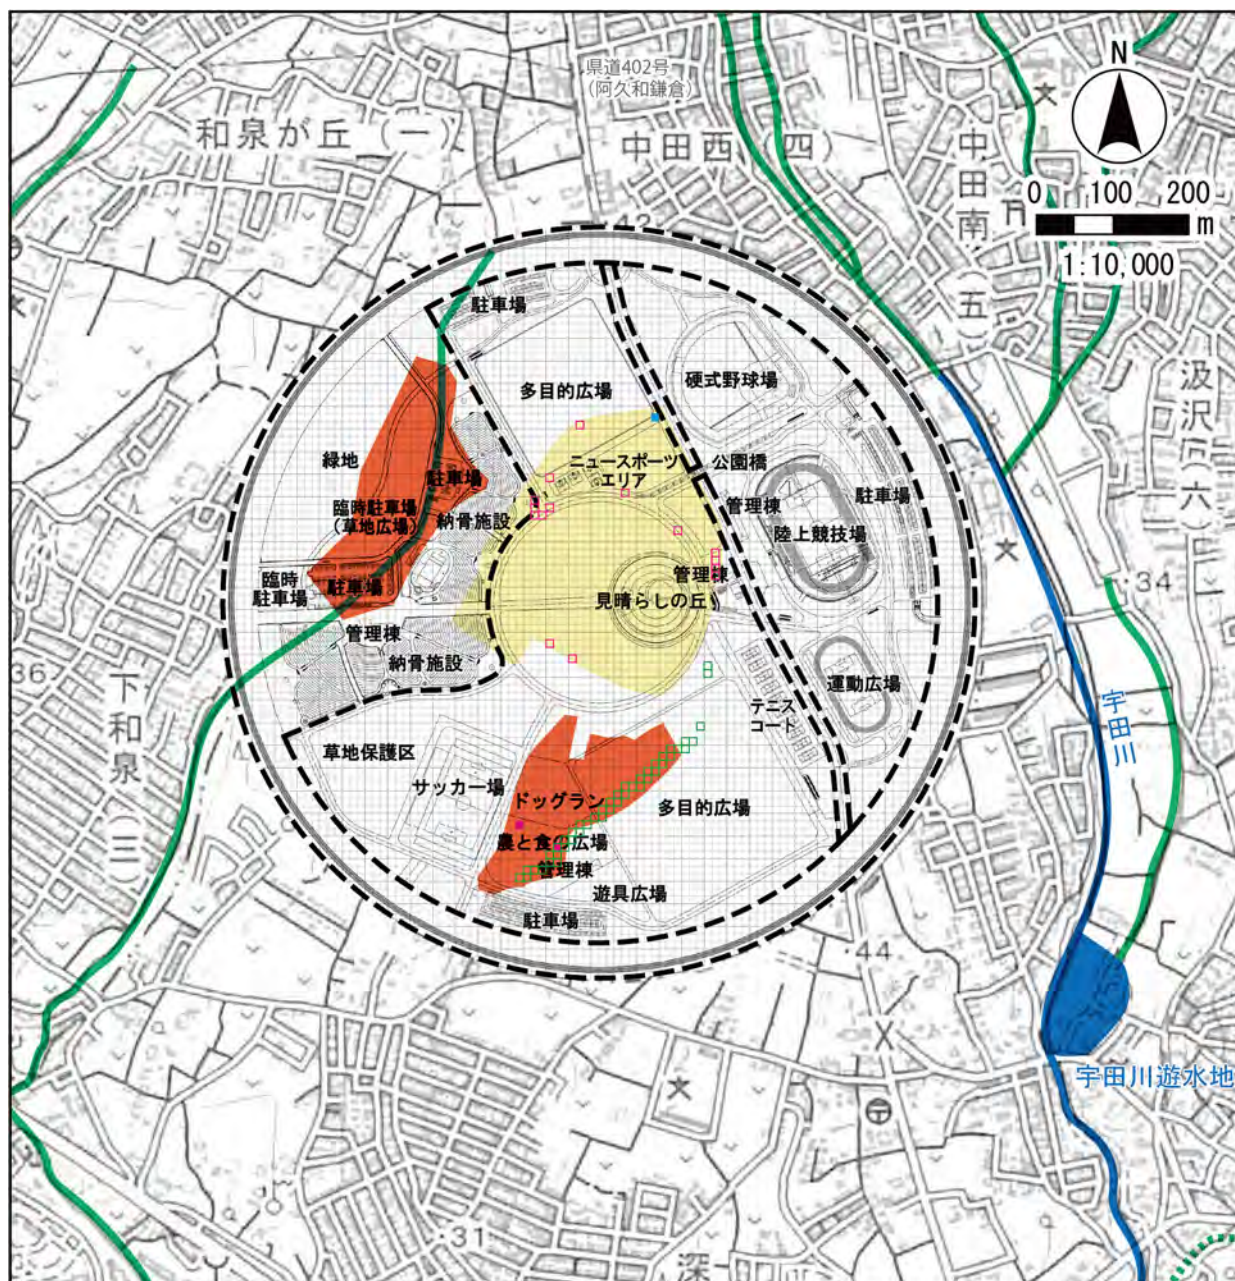 県道402号
(阿久和鎌倉)
和泉が丘(一)
中田西(四)
中田南(五)
N
0 100 200
m
1:10,000
汲沢(六)
42
駐車場
多目的広場
硬式野球場
緑地
ニュースポーツ
エリア
公園橋
駐車場
駐車場
臨時駐車場
(草地広場)
納骨施設
管理棟
陸上競技場
臨時
駐車場
駐車場
管理棟
見晴らしの丘
34
管理棟
納骨施設
運動広場
36
下和泉(三)
テニス
コート
宇田川
草地保護区
サッカー場
ドッグラン
多目的広場
農と食の広場
管理棟
遊具広場
駐車場
44
宇田川遊水地
31
深